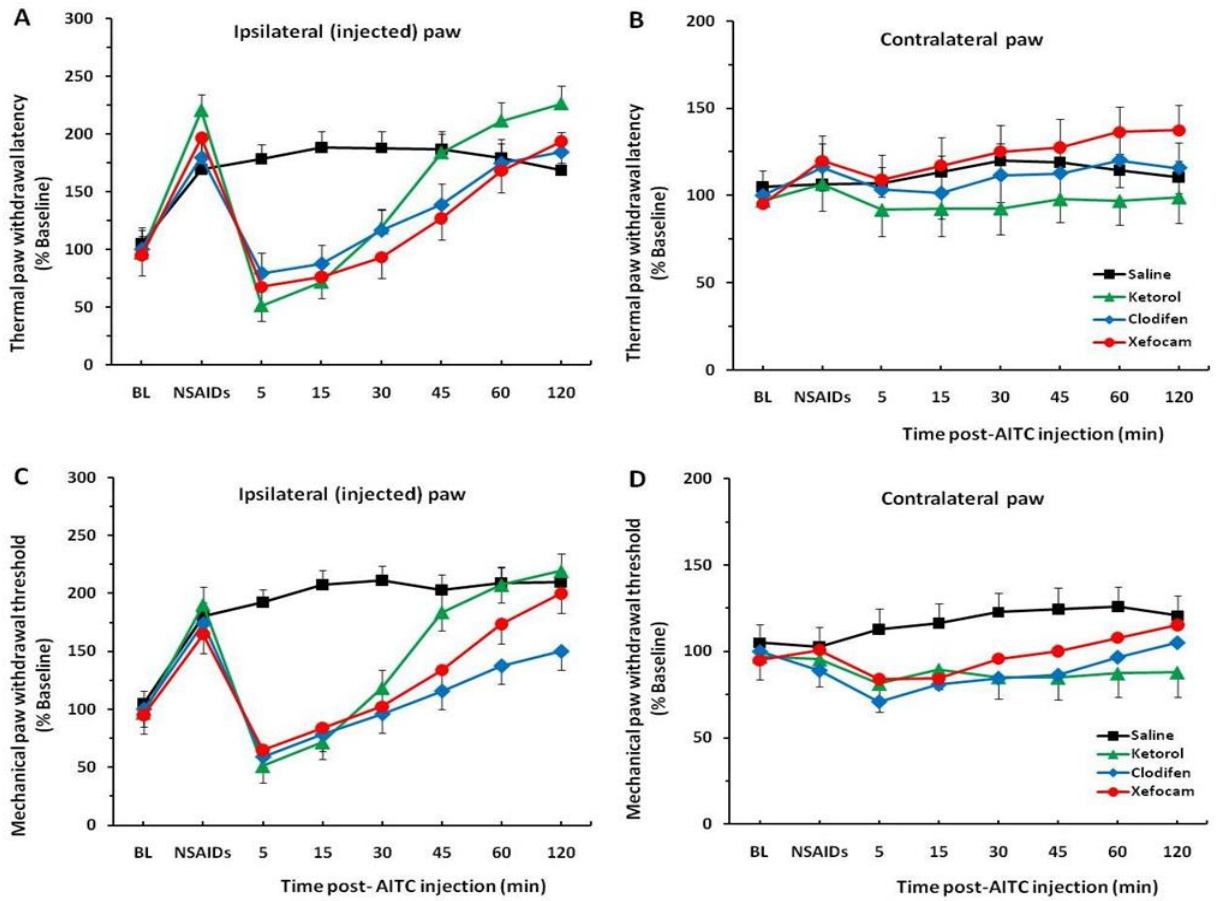 A
Ipsilateral (injected) paw
Thermal paw withdrawal latency
(% Baseline)
300
250
200
150
100
50
0
BL NSAIDs 5 15 30 45 60 120
B
Contralateral paw
Thermal paw withdrawal latency
(% Baseline)
200
150
100
50
0
Saline
Ketorol
Clodifen
Xefocam
BL NSAIDs 5 15 30 45 60 120
Time post-AITC injection (min)
C
Ipsilateral (injected) paw
Mechanical paw withdrawal threshold
(% Baseline)
300
250
200
150
100
50
0
BL NSAIDs 5 15 30 45 60 120
Time post- AITC injection (min)
D
Contralateral paw
Mechanical paw withdrawal threshold
(% Baseline)
200
150
100
50
0
Saline
Ketorol
Clodifen
Xefocam
BL NSAIDs 5 15 30 45 60 120
Time post-AITC injection (min)